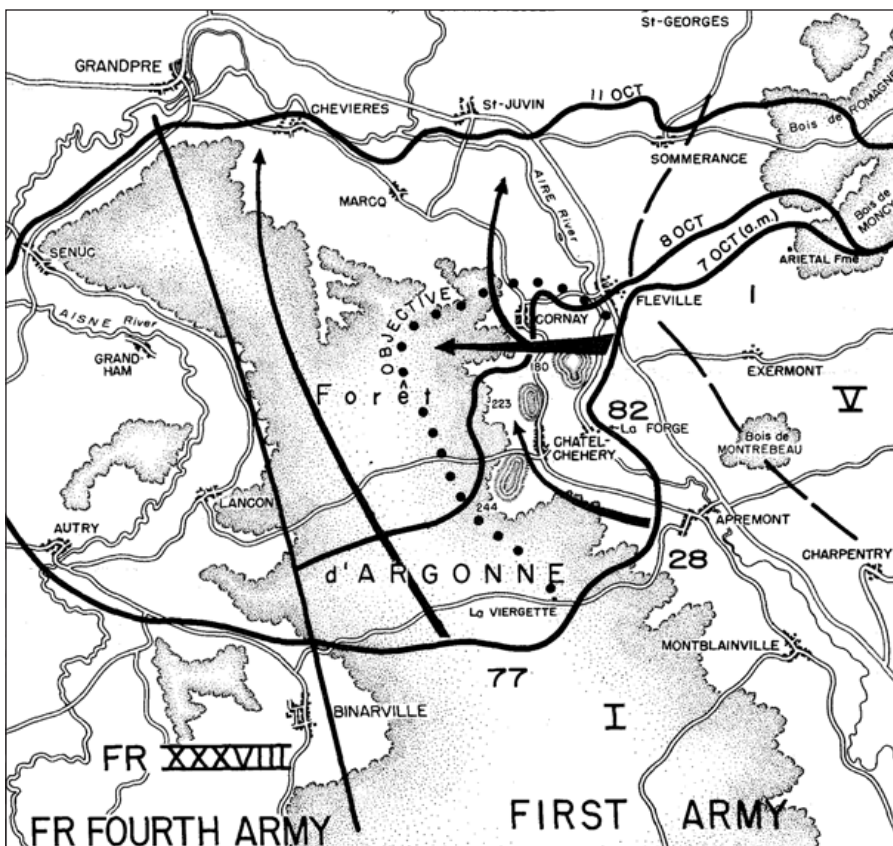 St-GEORGES
GRANDPRE
CHEVIERES
St-JUVIN
11 OCT
Bois de ROMAGNE
SOMMERANCE
AIRE River
MARCQ
Bois de MONCY
8 OCT
7 OCT (a.m.)
ARIETAL Fme
SENUC
OBJECTIVE
FLEVILLE
I
CORNAY
AISNE River
GRAND-
HAM
180
EXERMONT
Forêt
223
82
V
La FORGE
CHATEL-
CHEHERY
Bois de
MONTREBEAU
LANCON
244
AUTRY
APREMONT
d'ARGONNE
28
CHARPENTRY
La VIERGETTE
MONTBLAINVILLE
77
BINARVILLE
I
FR XXXVIII
FR FOURTH ARMY
FIRST ARMY